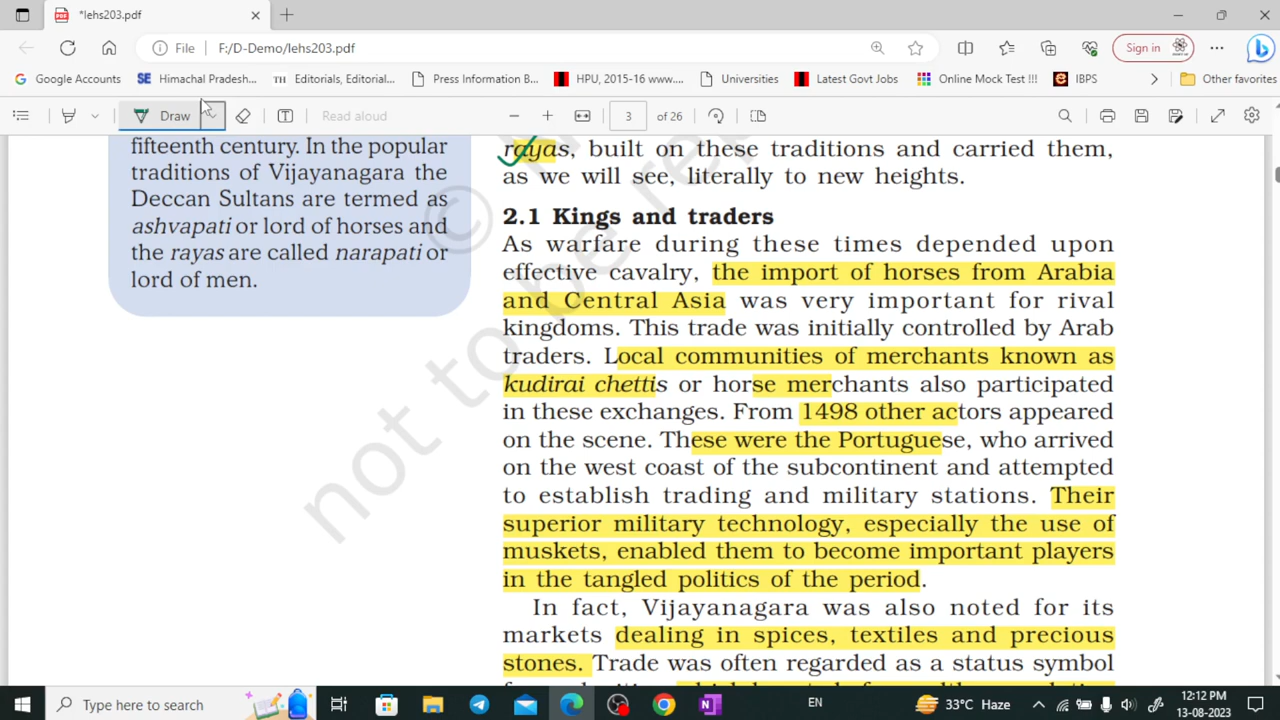 *lehs203.pdf
File F:/D-Demo/lehs203.pdf
Sign in
Google Accounts
Himachal Pradesh...
Editorials, Editorial...
Press Information B...
HPU, 2015-16 www....
Universities
Latest Govt Jobs
Online Mock Test !!!
IBPS
Other favorites
Draw
Read aloud
3 of 26
fifteenth century. In the popular
traditions of Vijayanagara the
Deccan Sultans are termed as
ashvapati or lord of horses and
the rayas are called narapati or
lord of men.
rayas, built on these traditions and carried them,
as we will see, literally to new heights.
2.1 Kings and traders
As warfare during these times depended upon
effective cavalry, the import of horses from Arabia
and Central Asia was very important for rival
kingdoms. This trade was initially controlled by Arab
traders. Local communities of merchants known as
kudirai chettis or horse merchants also participated
in these exchanges. From 1498 other actors appeared
on the scene. These were the Portuguese, who arrived
on the west coast of the subcontinent and attempted
to establish trading and military stations. Their
superior military technology, especially the use of
muskets, enabled them to become important players
in the tangled politics of the period.
In fact, Vijayanagara was also noted for its
markets dealing in spices, textiles and precious
stones. Trade was often regarded as a status symbol
©
not to be rep
Type here to search
33°C Haze
EN
12:12 PM
13-08-2023